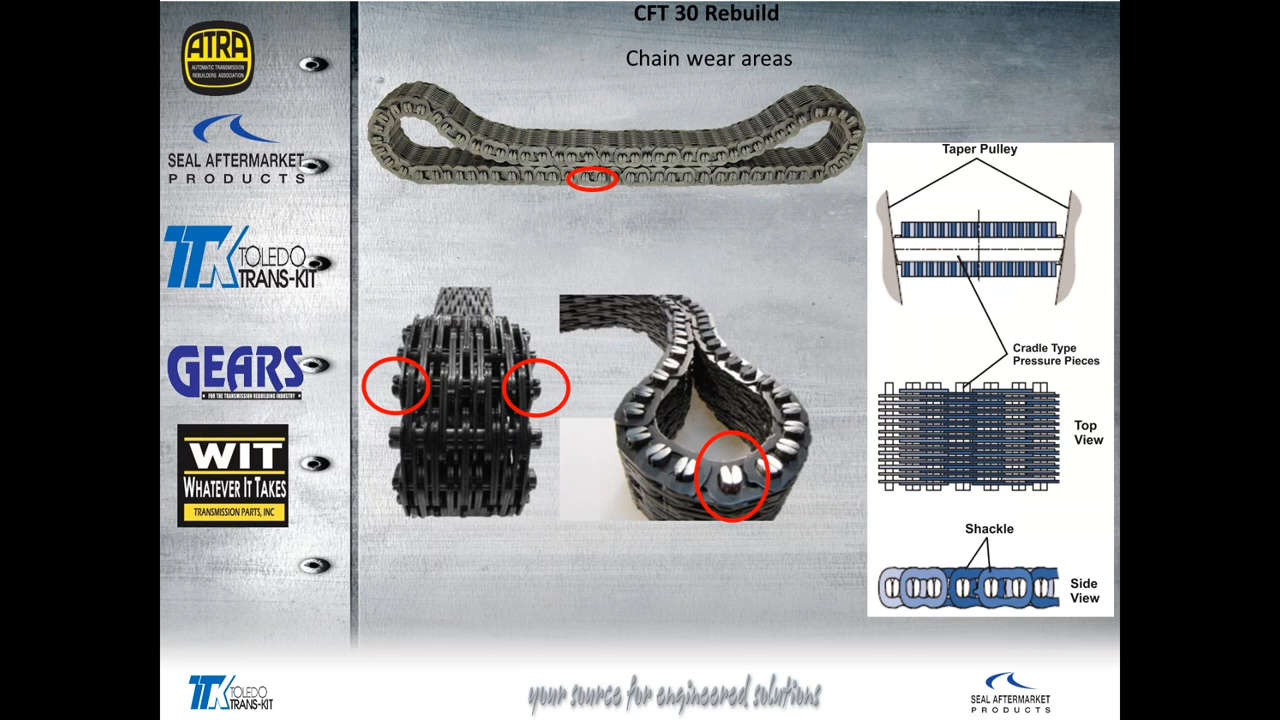 CFT 30 Rebuild
Chain wear areas
ATRA
AUTOMATIC TRANSMISSION
REBUILDERS ASSOCIATION
SEAL AFTERMARKET
PRODUCTS
TTK TOLEDO
TRANS-KIT
GEARS
FOR THE TRANSMISSION REBUILDING INDUSTRY
WIT
WHATEVER IT TAKES
TRANSMISSION PARTS, INC
Taper Pulley
Cradle Type
Pressure Pieces
Top
View
Shackle
Side
View
TTK TOLEDO
TRANS-KIT
your source for engineered solutions
SEAL AFTERMARKET
PRODUCTS